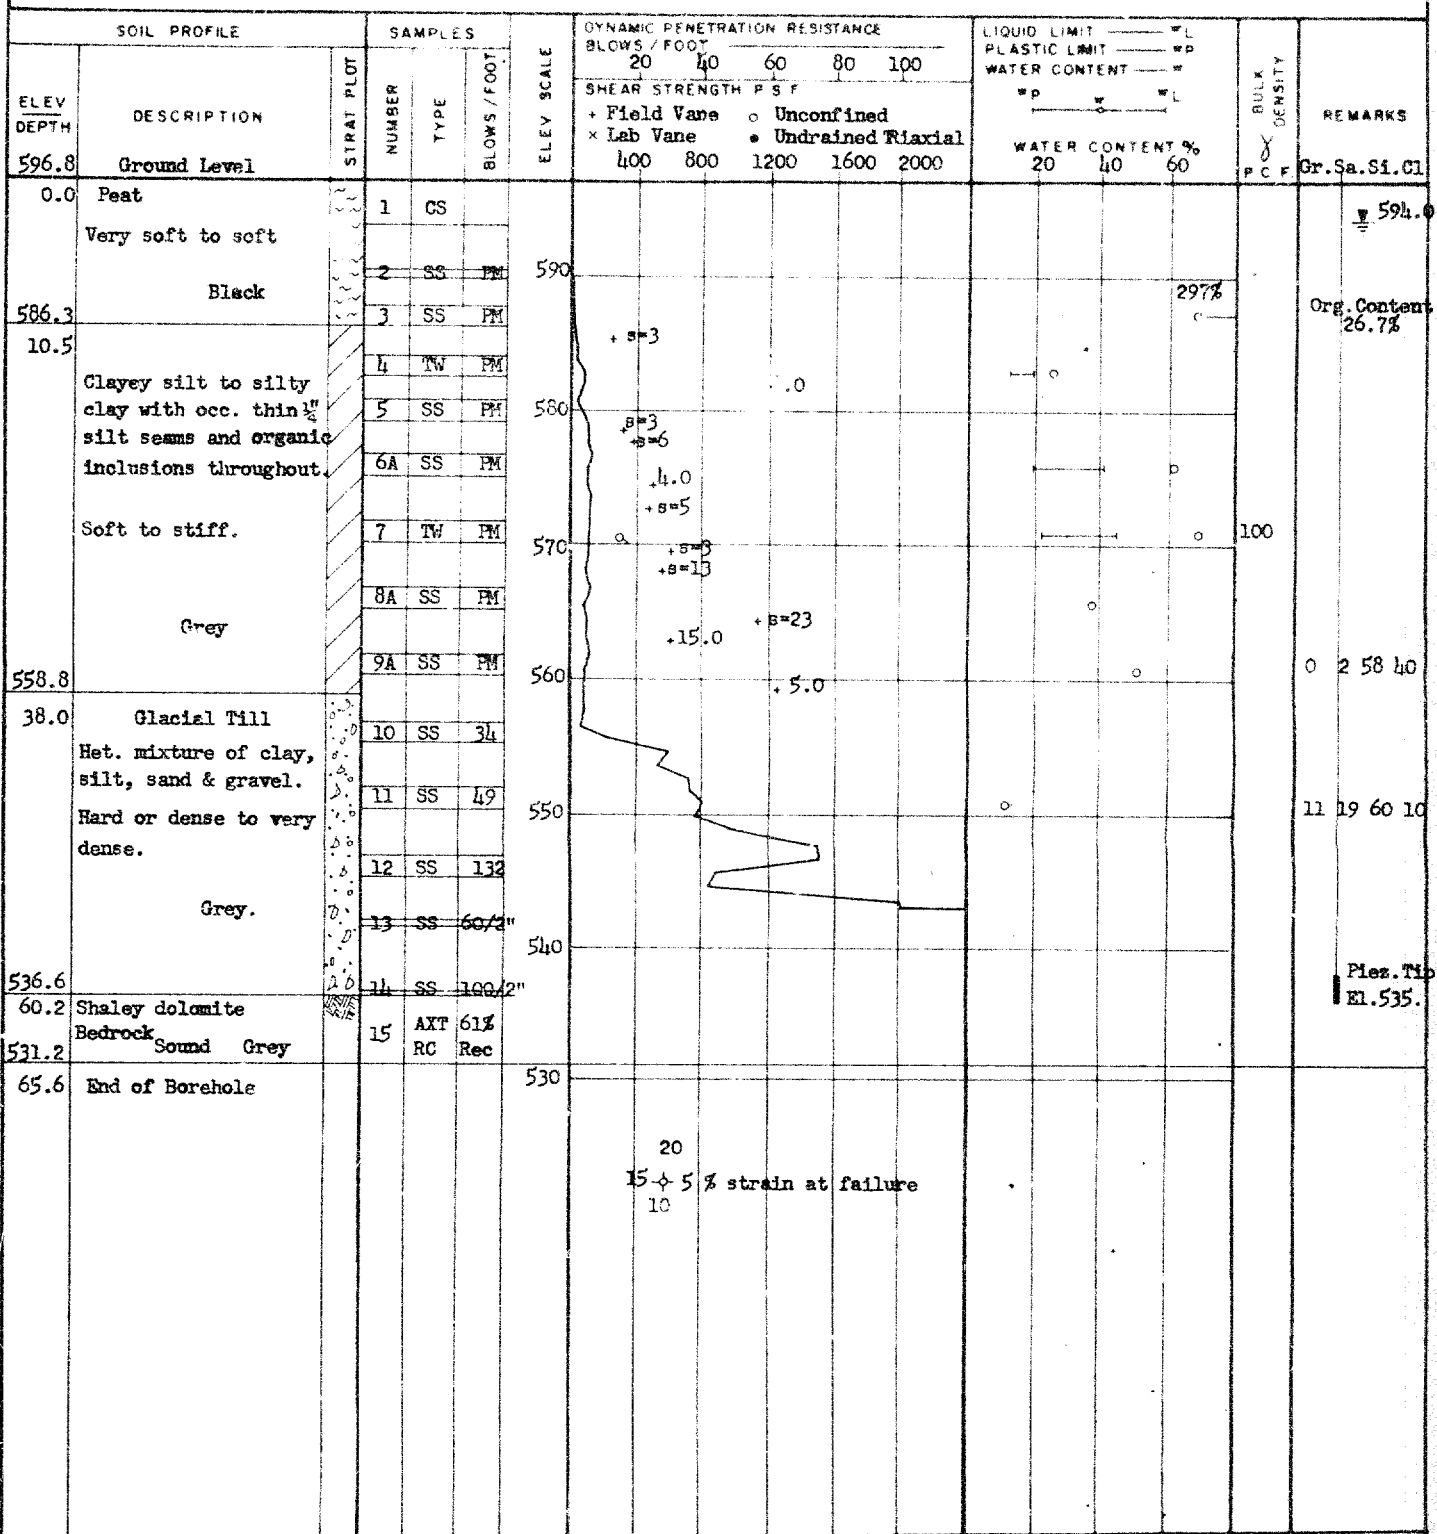 SOIL PROFILE
SAMPLES
ELEV SCALE
DYNAMIC PENETRATION RESISTANCE
BLOWS / FOOT
20 40 60 80 100
SHEAR STRENGTH P S F
+ Field Vane o Unconfined
× Lab Vane • Undrained Triaxial
400 800 1200 1600 2000
LIQUID LIMIT —— wL
PLASTIC LIMIT —— wP
WATER CONTENT —— w
wP w wL
WATER CONTENT %
20 40 60
BULK DENSITY
γ
P C F
REMARKS
Gr.Sa.Si.Cl
ELEV
DEPTH
DESCRIPTION
STRAT PLOT
NUMBER
TYPE
BLOWS / FOOT
596.8 Ground Level
0.0 Peat
1 CS
594.0
Very soft to soft
2 SS PM
590
Black
297%
586.3
3 SS PM
Org.Content
26.7%
10.5
+ s=3
4 TW PM
Clayey silt to silty
.0
clay with occ. thin ¼"
5 SS PM
580
silt seams and organic
s=3
+s=6
inclusions throughout.
6A SS PM
+4.0
+s=5
Soft to stiff.
7 TW PM
100
570
+s=3
+s=13
8A SS PM
Grey
+ s=23
+15.0
9A SS PM
560
0 2 58 40
558.8
+ 5.0
38.0 Glacial Till
10 SS 34
Het. mixture of clay,
silt, sand & gravel.
11 SS 49
550
11 19 60 10
Hard or dense to very
dense.
12 SS 132
Grey.
13 SS 60/2"
540
536.6
14 SS 100/2"
Piez.Tip
El.535.
60.2 Shaley dolomite
Bedrock
Sound Grey
15 AXT 61%
RC Rec
531.2
530
65.6 End of Borehole
20
15 5 % strain at failure
10